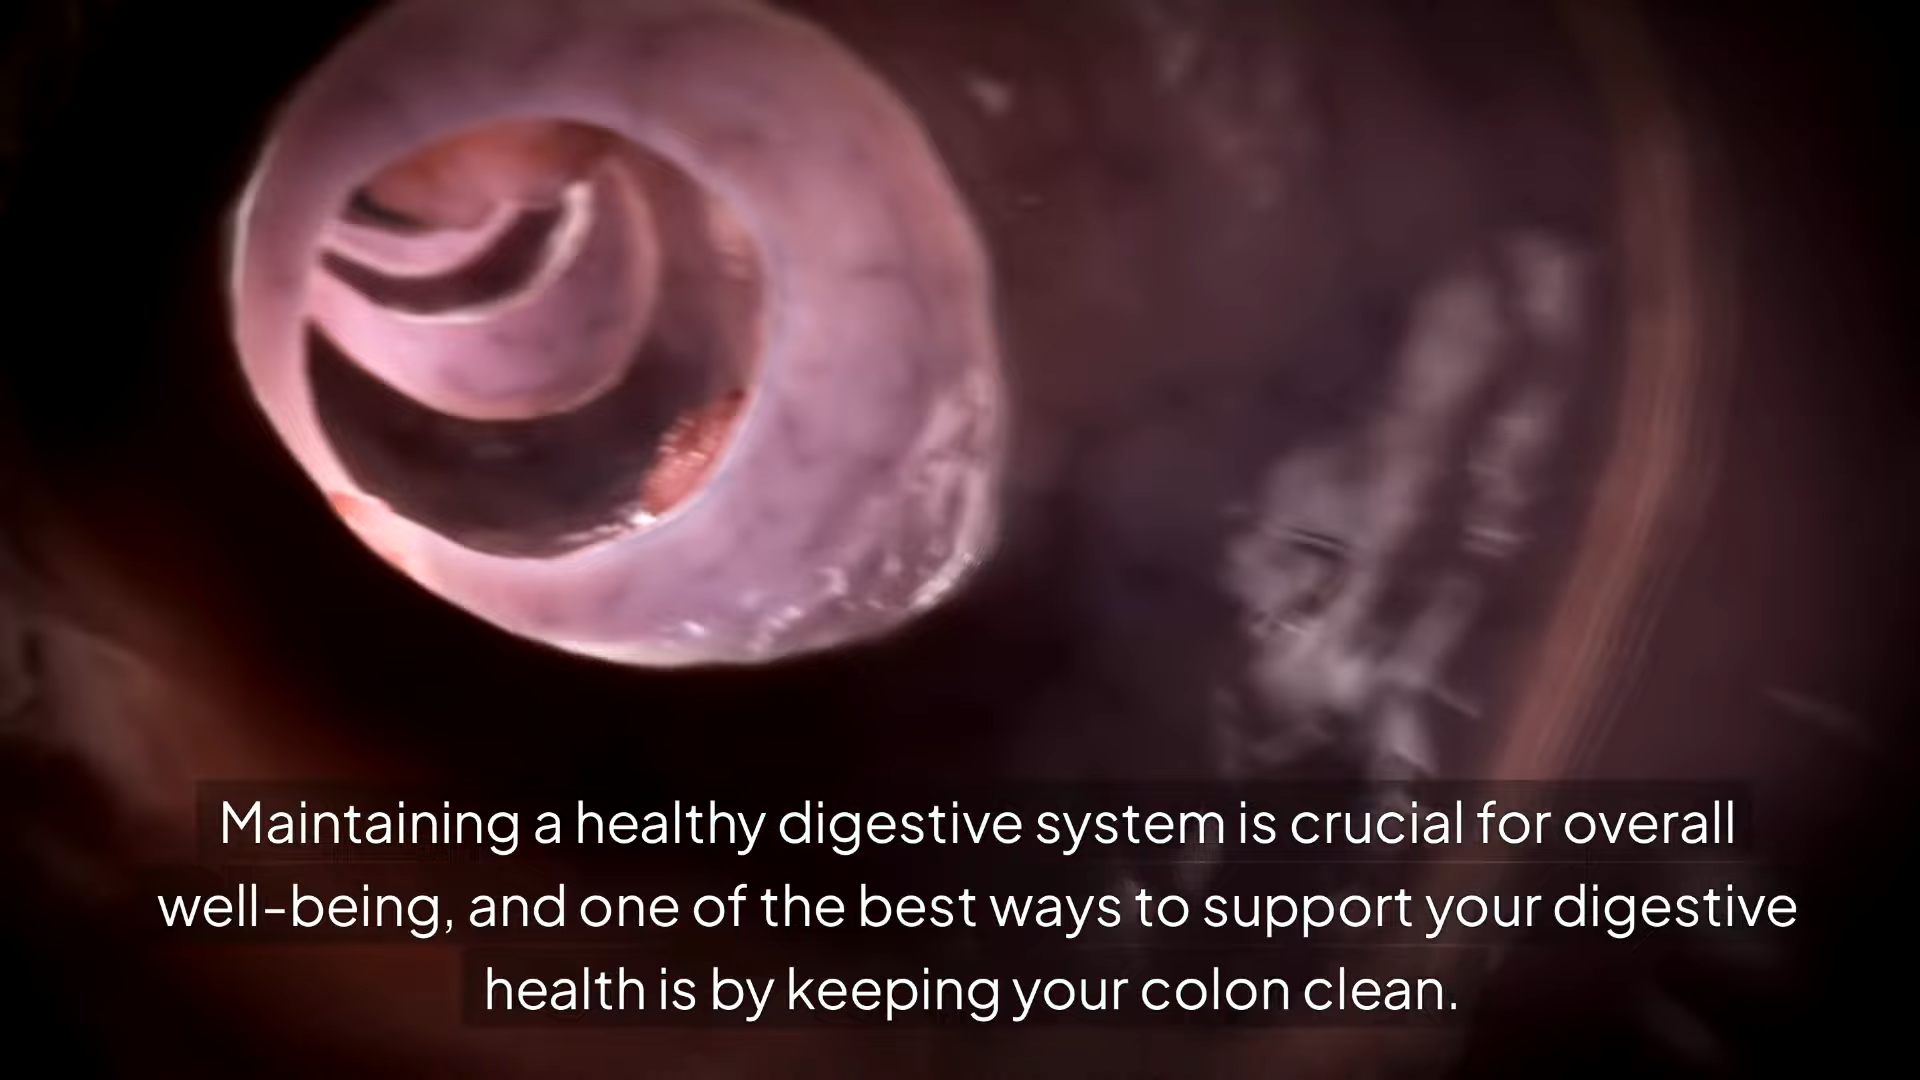 Maintaining a healthy digestive system is crucial for overall
well-being, and one of the best ways to support your digestive
health is by keeping your colon clean.